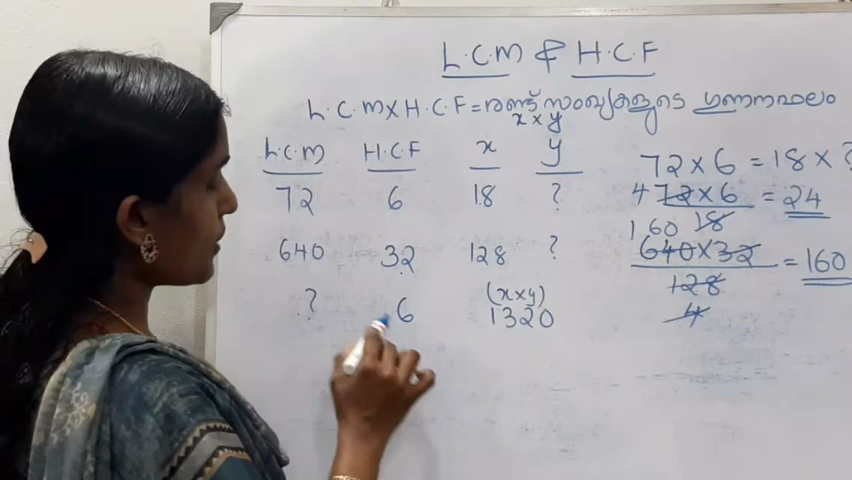 L.C.M & H.C.F
L.C.M X H.C.F = രണ്ട് സംഖ്യകളുടെ ഗുണനഫലം
x x y
L.C.M H.C.F x y
72 6 18 ?
640 32 128 ?
? 6 (x x y)
1320
72 x 6 = 18 x ?
4 72 x 6 = 24
18
160
640 x 32 = 160
128
4